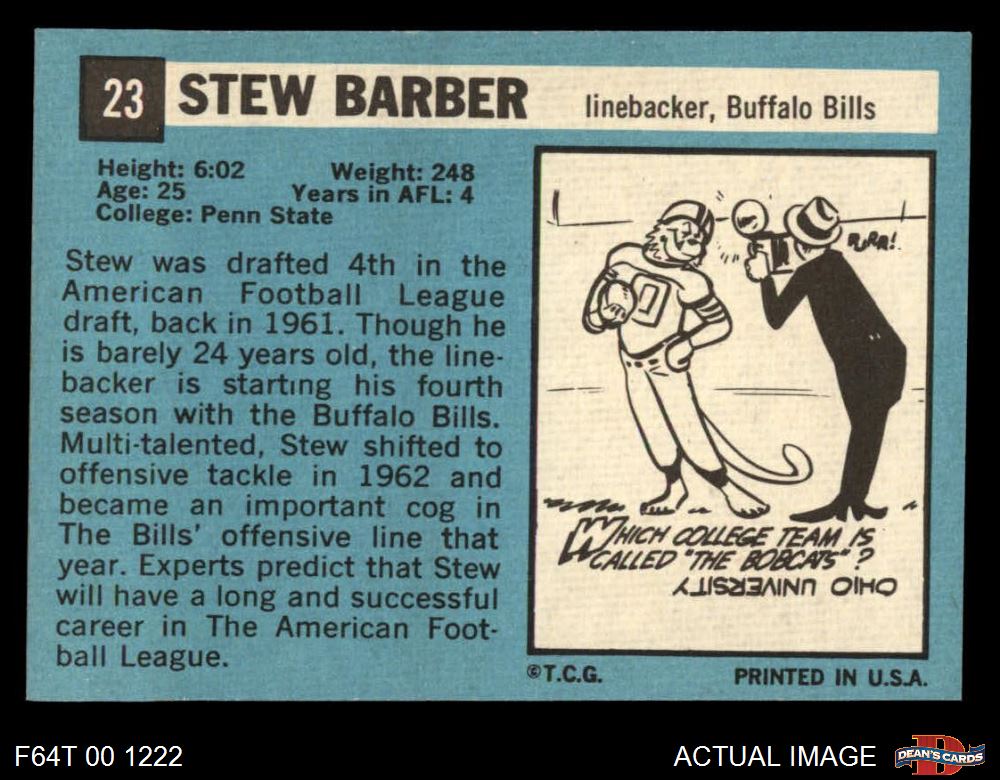 23 STEW BARBER linebacker, Buffalo Bills
Height: 6:02 Weight: 248
Age: 25 Years in AFL: 4
College: Penn State
Stew was drafted 4th in the
American Football League
draft, back in 1961. Though he
is barely 24 years old, the line-
backer is starting his fourth
season with the Buffalo Bills.
Multi-talented, Stew shifted to
offensive tackle in 1962 and
became an important cog in
The Bills' offensive line that
year. Experts predict that Stew
will have a long and successful
career in The American Foot-
ball League.
PURR!
WHICH COLLEGE TEAM IS
CALLED "THE BOBCATS"?
OHIO UNIVERSITY
©T.C.G. PRINTED IN U.S.A.
F64T 00 1222 ACTUAL IMAGE DEAN'S CARDS